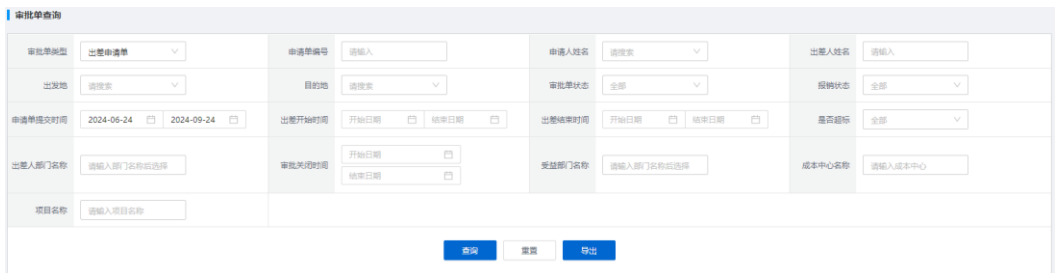 审批单查询
审批单类型 出差申请单 申请单编号 请输入 申请人姓名 请搜索 出差人姓名 请输入
出发地 请搜索 目的地 请搜索 审批单状态 全部 报销状态 全部
申请单提交时间 2024-06-24 2024-09-24 出差开始时间 开始日期 结束日期 出差结束时间 开始日期 结束日期 是否超标 全部
出差人部门名称 请输入部门名称后选择 审批关闭时间 开始日期 结束日期 受益部门名称 请输入部门名称后选择 成本中心名称 请输入成本中心
项目名称 请输入项目名称
查询 重置 导出